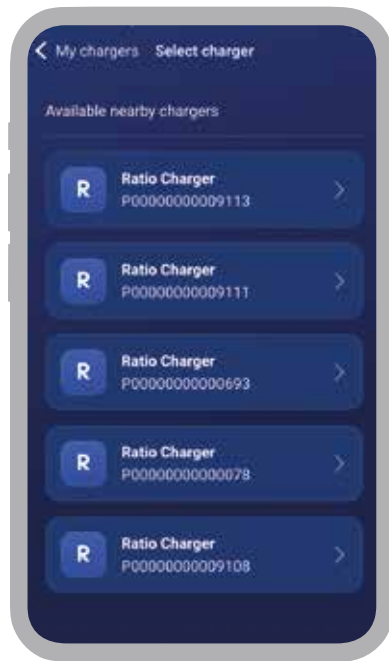 My chargers Select charger
Available nearby chargers
R
Ratio Charger
P00000000009113
R
Ratio Charger
P00000000009111
R
Ratio Charger
P00000000000693
R
Ratio Charger
P00000000000078
R
Ratio Charger
P00000000009108